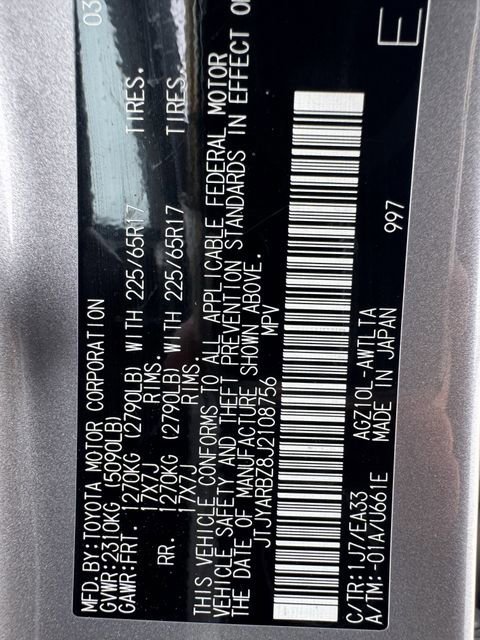 MFD.BY:TOYOTA MOTOR CORPORATION 03
GVWR:2310KG (5090LB)
GAWR:FRT. 1270KG (2790LB) WITH 225/65R17 TIRES.
17X7J RIMS.
RR. 1270KG (2790LB) WITH 225/65R17 TIRES.
17X7J RIMS.
THIS VEHICLE CONFORMS TO ALL APPLICABLE FEDERAL MOTOR
VEHICLE SAFETY AND THEFT PREVENTION STANDARDS IN EFFECT
DATE OF MANUFACTURE SHOWN ABOVE.
JTJYARBZ8J2108756 MPV
C/TR:1J7/EA33 AGZ10L-AWTLTA 997 E
A/TM:-01A/U661E MADE IN JAPAN